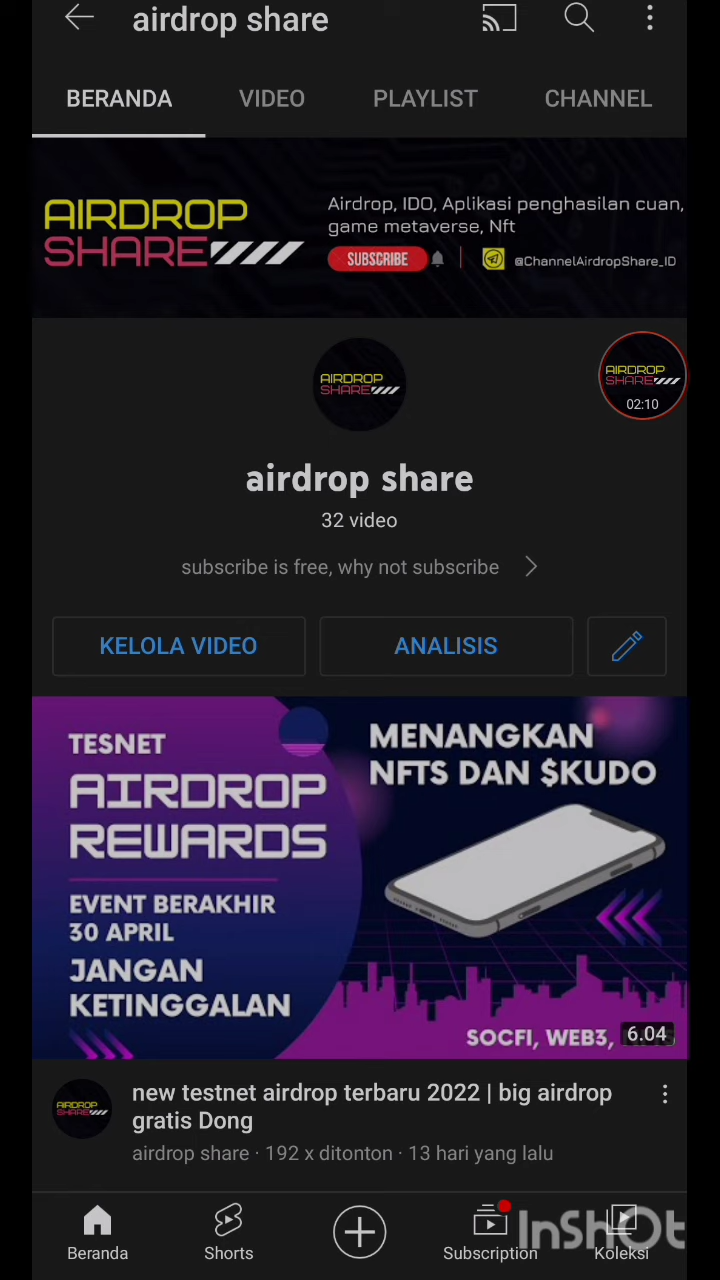 airdrop share
BERANDA VIDEO PLAYLIST CHANNEL
AIRDROP
SHARE
Airdrop, IDO, Aplikasi penghasilan cuan,
game metaverse, Nft
SUBSCRIBE
@ChannelAirdropShare_ID
AIRDROP
SHARE
AIRDROP
SHARE
02:10
airdrop share
32 video
subscribe is free, why not subscribe
KELOLA VIDEO ANALISIS
TESNET
AIRDROP
REWARDS
EVENT BERAKHIR
30 APRIL
JANGAN
KETINGGALAN
MENANGKAN
NFTS DAN $KUDO
SOCFI, WEB3,
6.04
AIRDROP
SHARE
new testnet airdrop terbaru 2022 | big airdrop
gratis Dong
airdrop share · 192 x ditonton · 13 hari yang lalu
Beranda Shorts Subscription Koleksi
InShOt